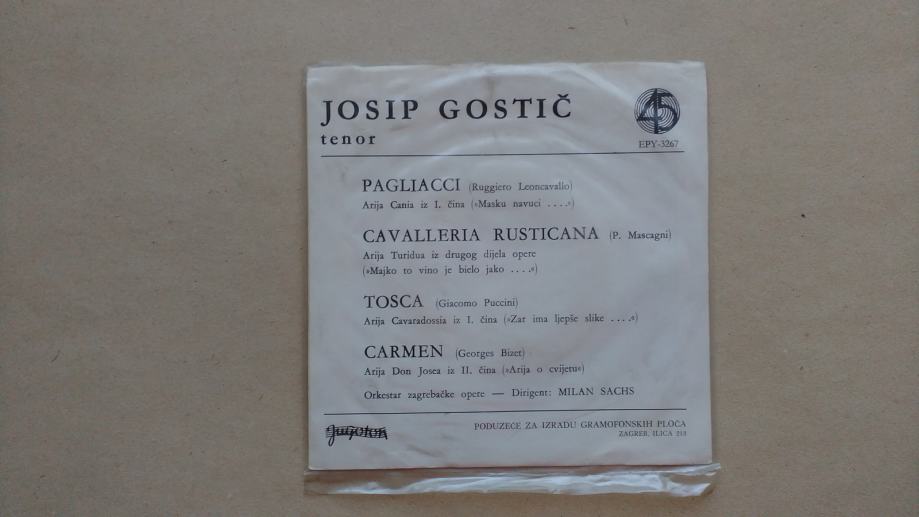 JOSIP GOSTIČ
tenor
45
EPY-3267
PAGLIACCI (Ruggiero Leoncavallo)
Arija Cania iz I. čina (»Masku navuci ....«)
CAVALLERIA RUSTICANA (P. Mascagni)
Arija Turidua iz drugog dijela opere
(»Majko to vino je bielo jako ....«)
TOSCA (Giacomo Puccini)
Arija Cavaradossia iz I. čina (»Zar ima ljepše slike ....«)
CARMEN (Georges Bizet)
Arija Don Josea iz II. čina (»Arija o cvijetu«)
Orkestar zagrebačke opere — Dirigent: MILAN SACHS
Jugoton
PODUZEĆE ZA IZRADU GRAMOFONSKIH PLOČA
ZAGREB, ILICA 213